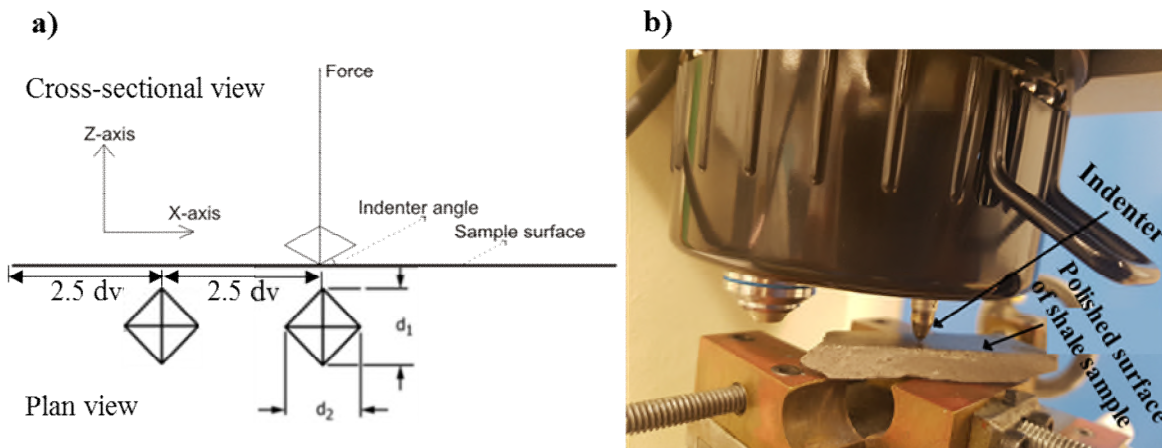 a)
Cross-sectional view
Force
Z-axis
X-axis
Indenter angle
Sample surface
2.5 dv
2.5 dv
d1
d2
Plan view
b)
Indenter
Polished surface
of shale sample